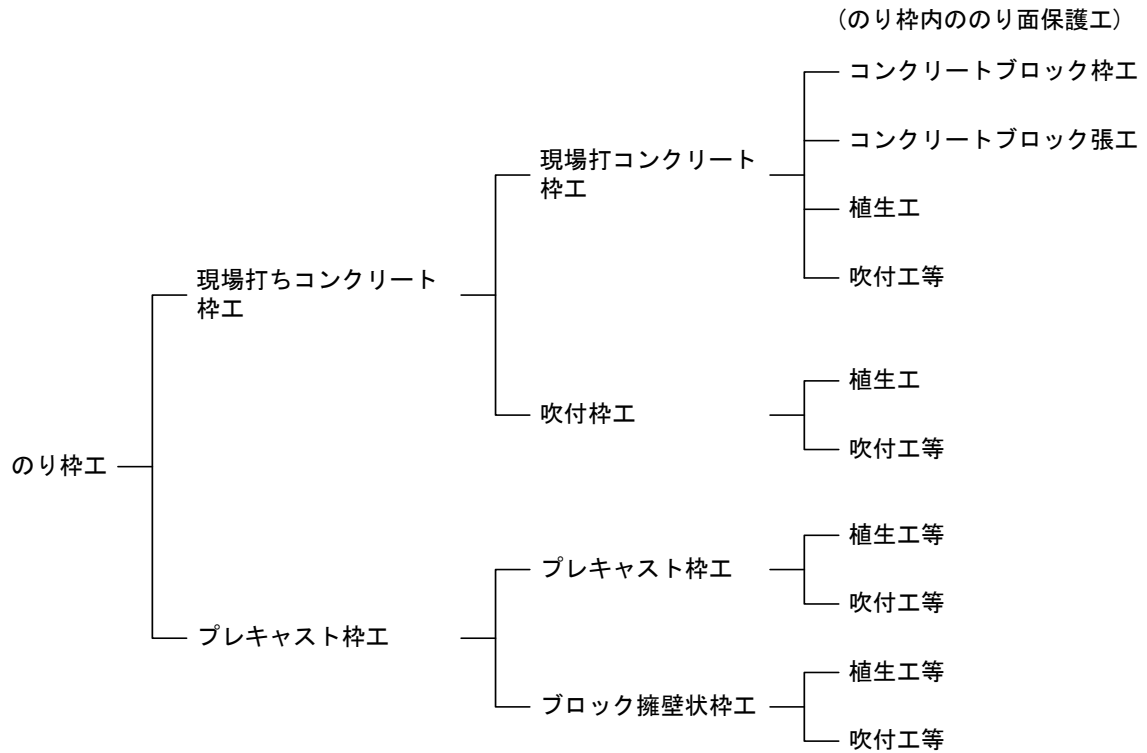 (のり枠内ののり面保護工)
コンクリートブロック枠工
コンクリートブロック張工
現場打コンクリート
枠工
植生工
吹付工等
現場打ちコンクリート
枠工
植生工
吹付枠工
吹付工等
のり枠工
植生工等
プレキャスト枠工
吹付工等
プレキャスト枠工
植生工等
ブロック擁壁状枠工
吹付工等